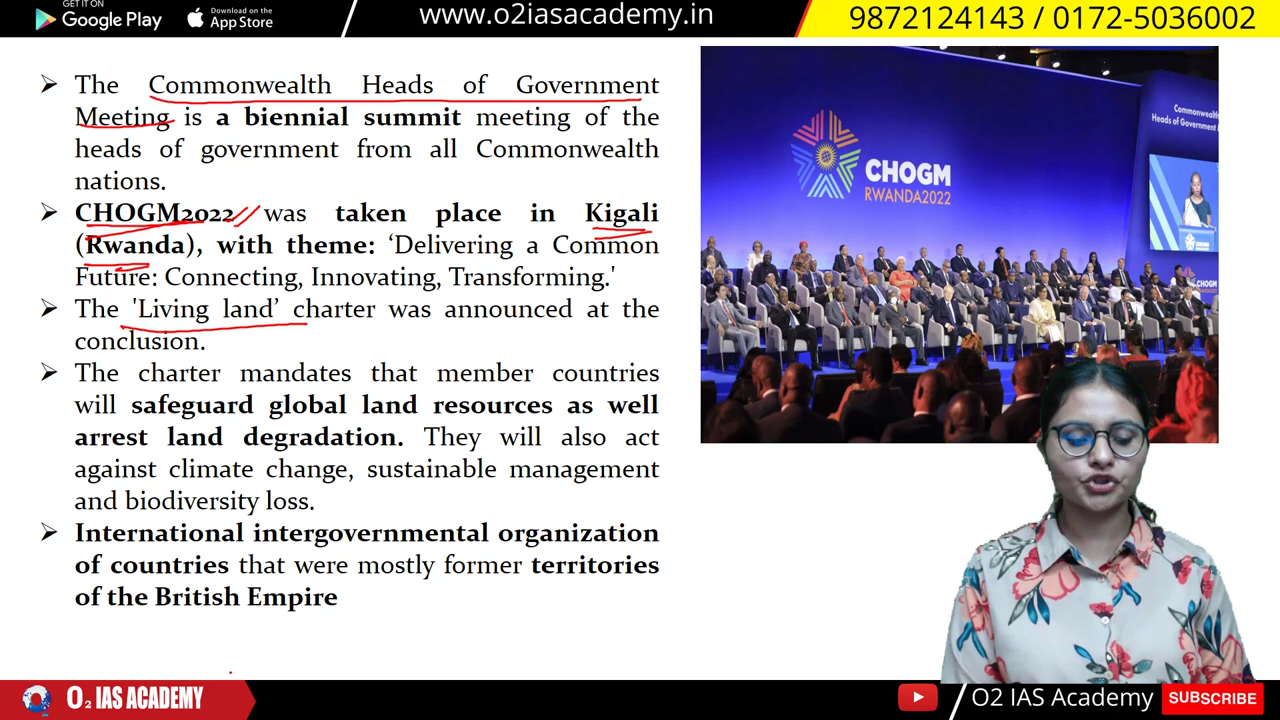 GET IT ON
Google Play
Download on the
App Store
www.o2iasacademy.in
9872124143 / 0172-5036002
➢ The Commonwealth Heads of Government
Meeting is a biennial summit meeting of the
heads of government from all Commonwealth
nations.
➢ CHOGM2022 was taken place in Kigali
(Rwanda), with theme: ‘Delivering a Common
Future: Connecting, Innovating, Transforming.'
➢ The 'Living land’ charter was announced at the
conclusion.
➢ The charter mandates that member countries
will safeguard global land resources as well
arrest land degradation. They will also act
against climate change, sustainable management
and biodiversity loss.
➢ International intergovernmental organization
of countries that were mostly former territories
of the British Empire
CHOGM
RWANDA2022
Heads of Government
O2 IAS ACADEMY
O2 IAS Academy
SUBSCRIBE